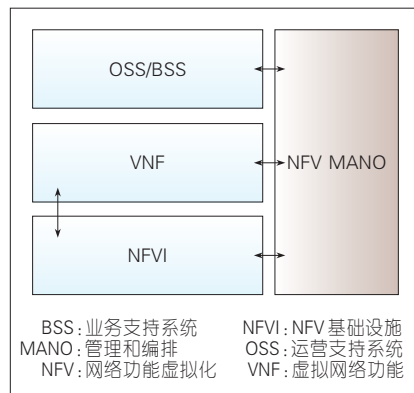 OSS/BSS
VNF
NFV MANO
NFVI
BSS:业务支持系统
NFVI:NFV基础设施
MANO:管理和编排
OSS:运营支持系统
NFV:网络功能虚拟化
VNF:虚拟网络功能